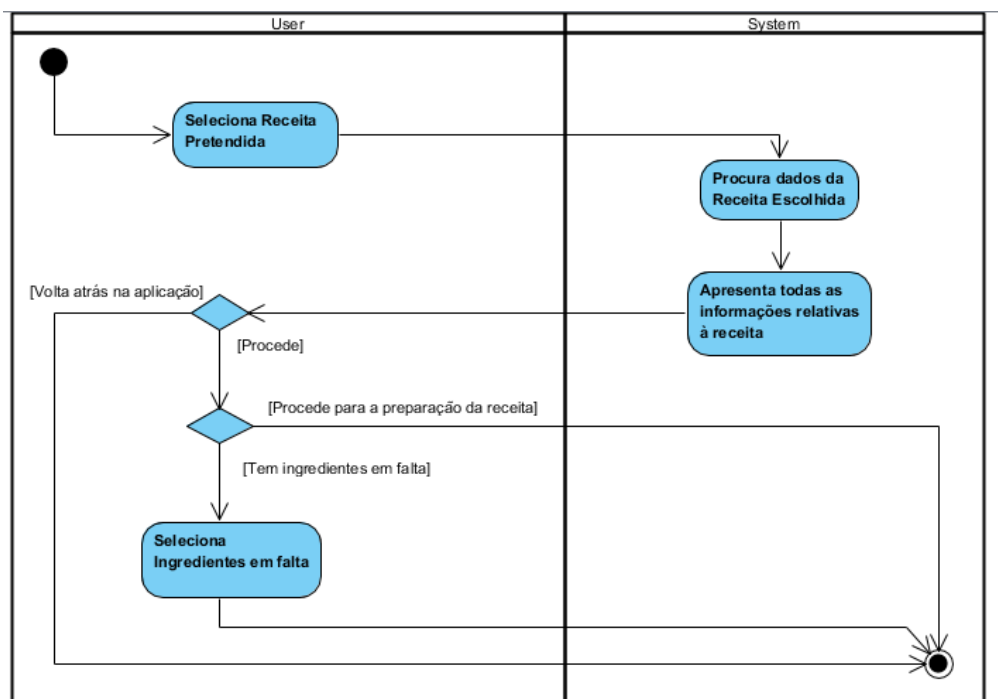 User
System
Seleciona Receita
Pretendida
Procura dados da
Receita Escolhida
[Volta atrás na aplicação]
Apresenta todas as
informações relativas
à receita
[Procede]
[Procede para a preparação da receita]
[Tem ingredientes em falta]
Seleciona
Ingredientes em falta